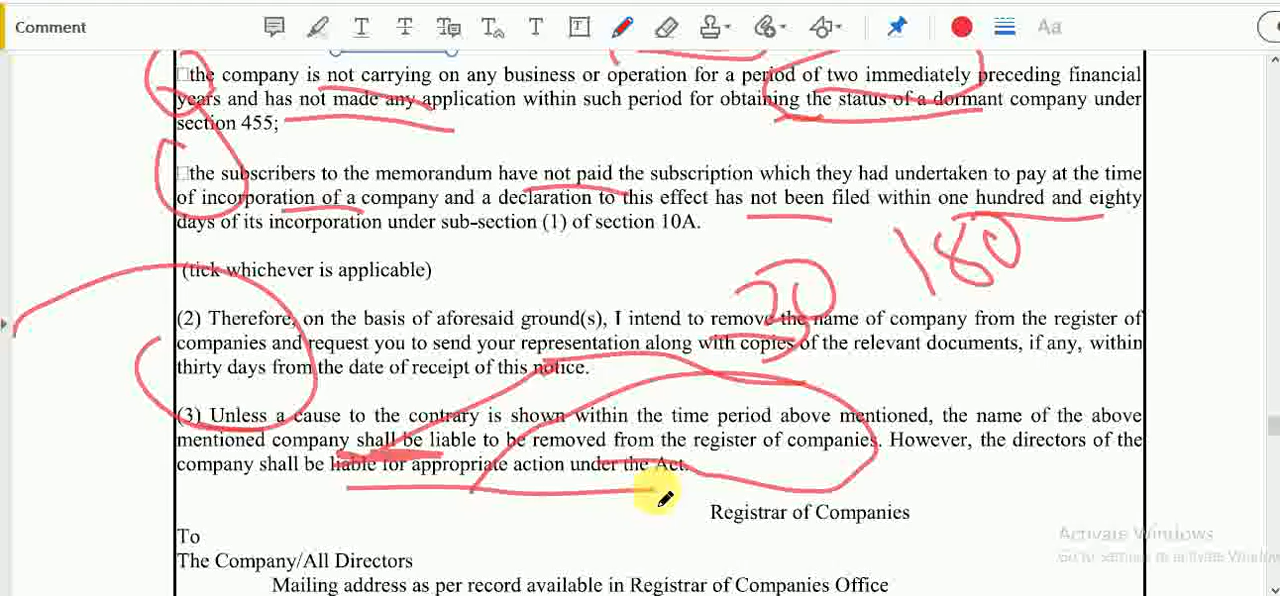 Comment
Aa
the company is not carrying on any business or operation for a period of two immediately preceding financial
years and has not made any application within such period for obtaining the status of a dormant company under
section 455;
the subscribers to the memorandum have not paid the subscription which they had undertaken to pay at the time
of incorporation of a company and a declaration to this effect has not been filed within one hundred and eighty
days of its incorporation under sub-section (1) of section 10A.
180
(tick whichever is applicable)
30
(2) Therefore, on the basis of aforesaid ground(s), I intend to remove the name of company from the register of
companies and request you to send your representation along with copies of the relevant documents, if any, within
thirty days from the date of receipt of this notice.
(3) Unless a cause to the contrary is shown within the time period above mentioned, the name of the above
mentioned company shall be liable to be removed from the register of companies. However, the directors of the
company shall be liable for appropriate action under the Act.
Registrar of Companies
To
The Company/All Directors
Mailing address as per record available in Registrar of Companies Office
Activate Windows
Go to settings to activate Windows